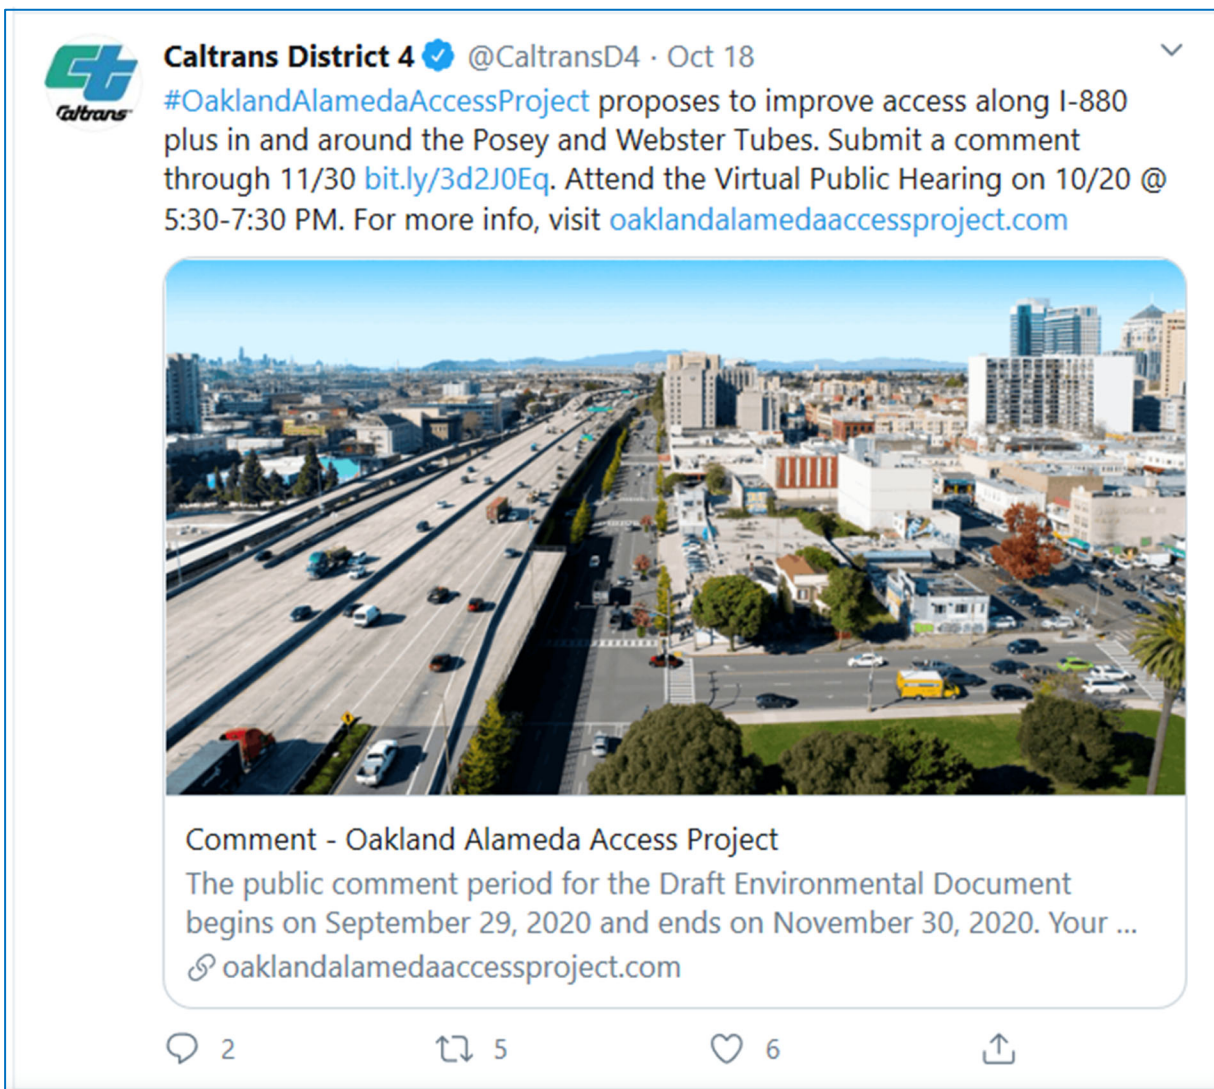 Caltrans District 4 @CaltransD4 · Oct 18
Caltrans
#OaklandAlamedaAccessProject proposes to improve access along I-880
plus in and around the Posey and Webster Tubes. Submit a comment
through 11/30 bit.ly/3d2J0Eq. Attend the Virtual Public Hearing on 10/20 @
5:30-7:30 PM. For more info, visit oaklandalamedaaccessproject.com
Comment - Oakland Alameda Access Project
The public comment period for the Draft Environmental Document
begins on September 29, 2020 and ends on November 30, 2020. Your ...
oaklandalamedaaccessproject.com
2 5 6